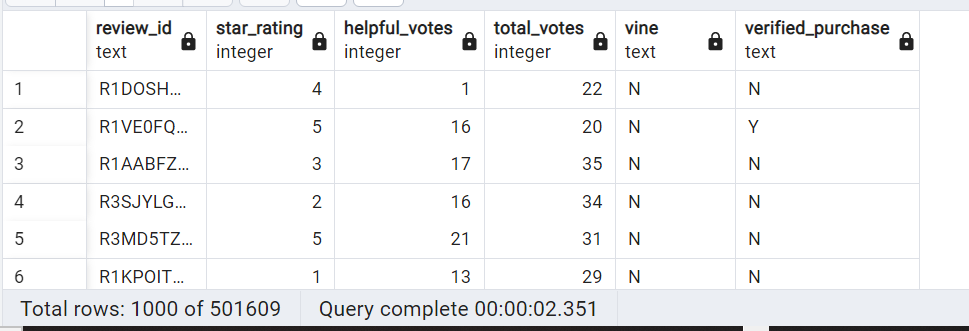 review_id star_rating helpful_votes total_votes vine verified_purchase
text integer integer integer text text
1 R1DOSH... 4 1 22 N N
2 R1VE0FQ... 5 16 20 N Y
3 R1AABFZ... 3 17 35 N N
4 R3SJYLG... 2 16 34 N N
5 R3MD5TZ... 5 21 31 N N
6 R1KPOIT... 1 13 29 N N
Total rows: 1000 of 501609 Query complete 00:00:02.351